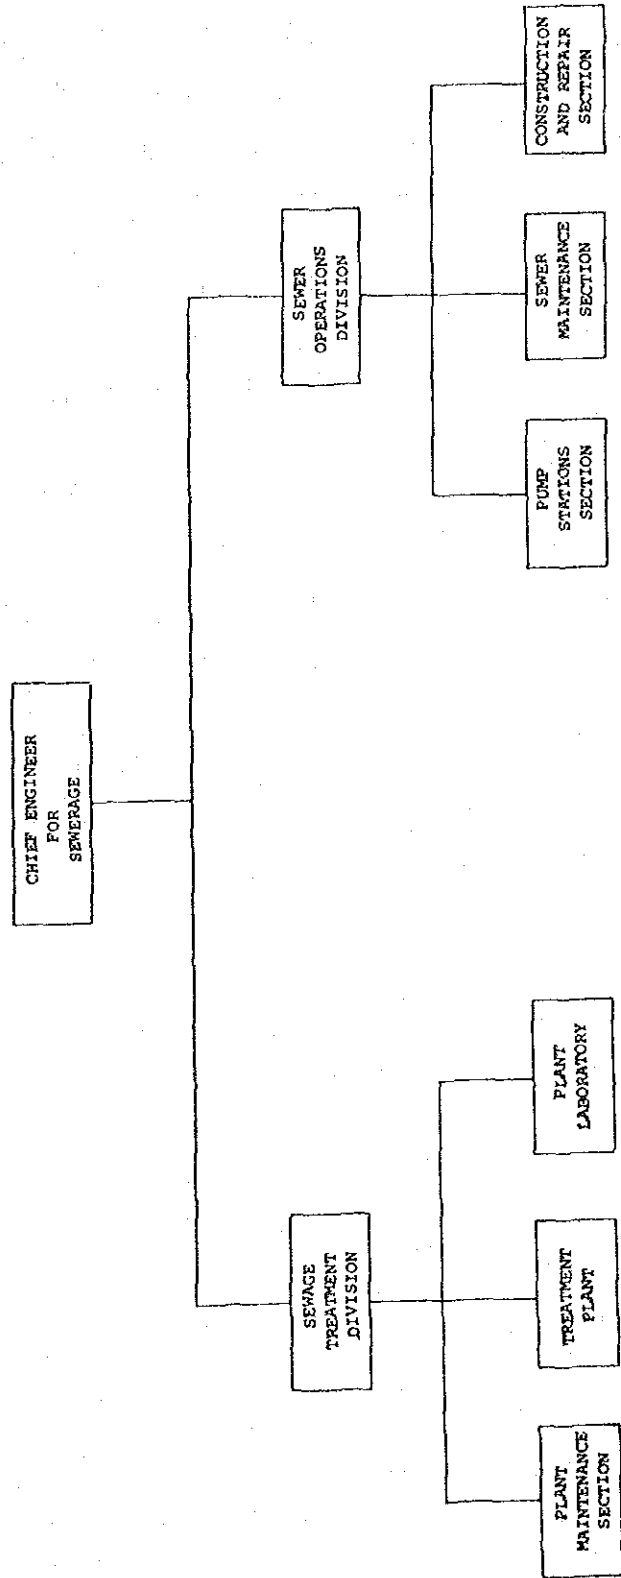 CHIEF ENGINEER
FOR
SEWERAGE
SEWAGE
TREATMENT
DIVISION
SEWER
OPERATIONS
DIVISION
PLANT
MAINTENANCE
SECTION
TREATMENT
PLANT
PLANT
LABORATORY
PUMP
STATIONS
SECTION
SEWER
MAINTENANCE
SECTION
CONSTRUCTION
AND REPAIR
SECTION